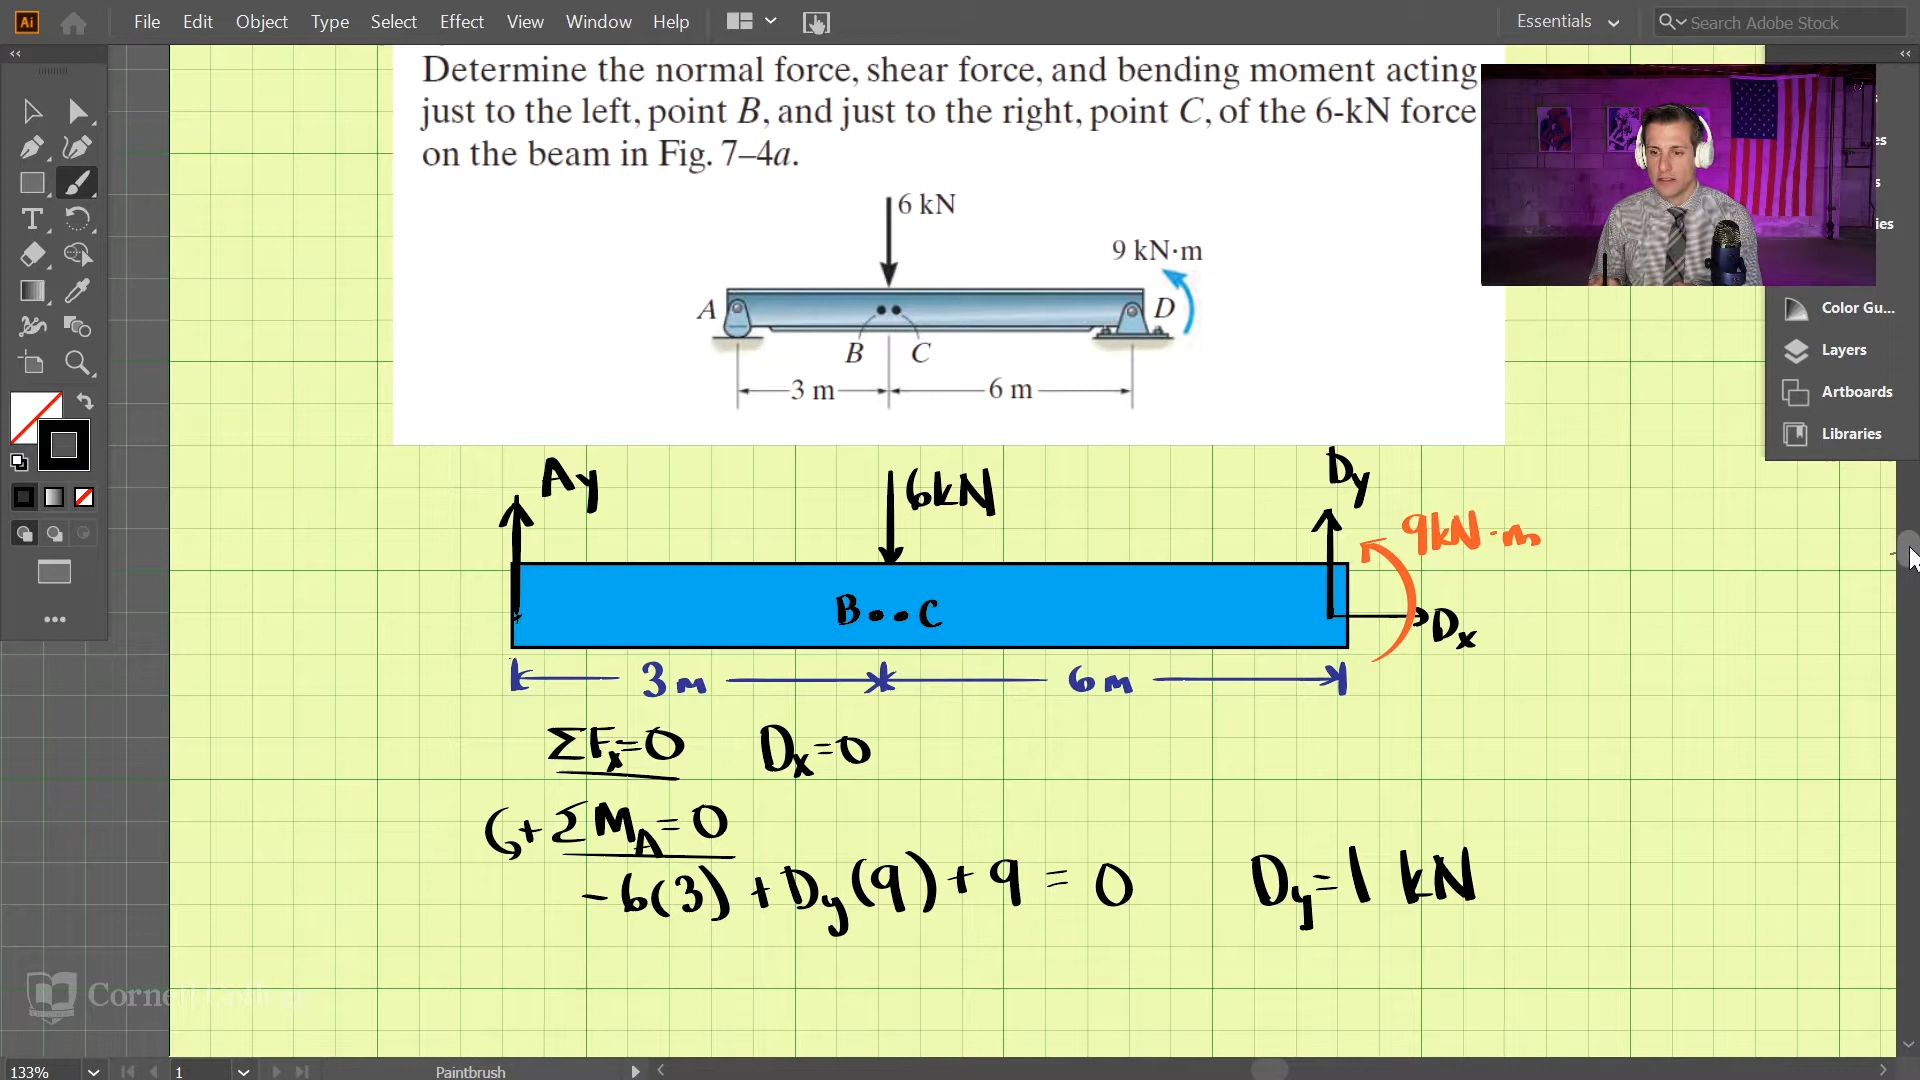 Ai File Edit Object Type Select Effect View Window Help Essentials Search Adobe Stock
Determine the normal force, shear force, and bending moment acting
just to the left, point B, and just to the right, point C, of the 6-kN force
on the beam in Fig. 7–4a.
6 kN
9 kN·m
A
D
B C
3 m 6 m
Color Gu...
Layers
Artboards
Libraries
Ay
6kN
Dy
9kN·m
B • • C
Dx
3m 6m
ΣFx=0 Dx=0
+ ΣMA=0
-6(3) + Dy(9) + 9 = 0 Dy=1 kN
133% 1 Paintbrush